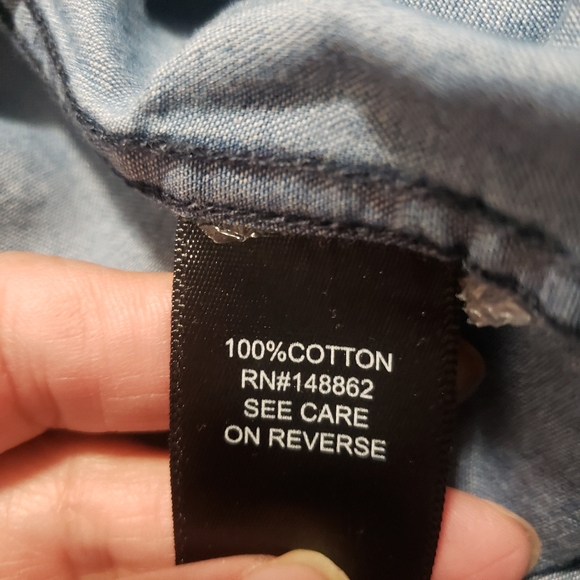 100%COTTON
RN#148862
SEE CARE
ON REVERSE